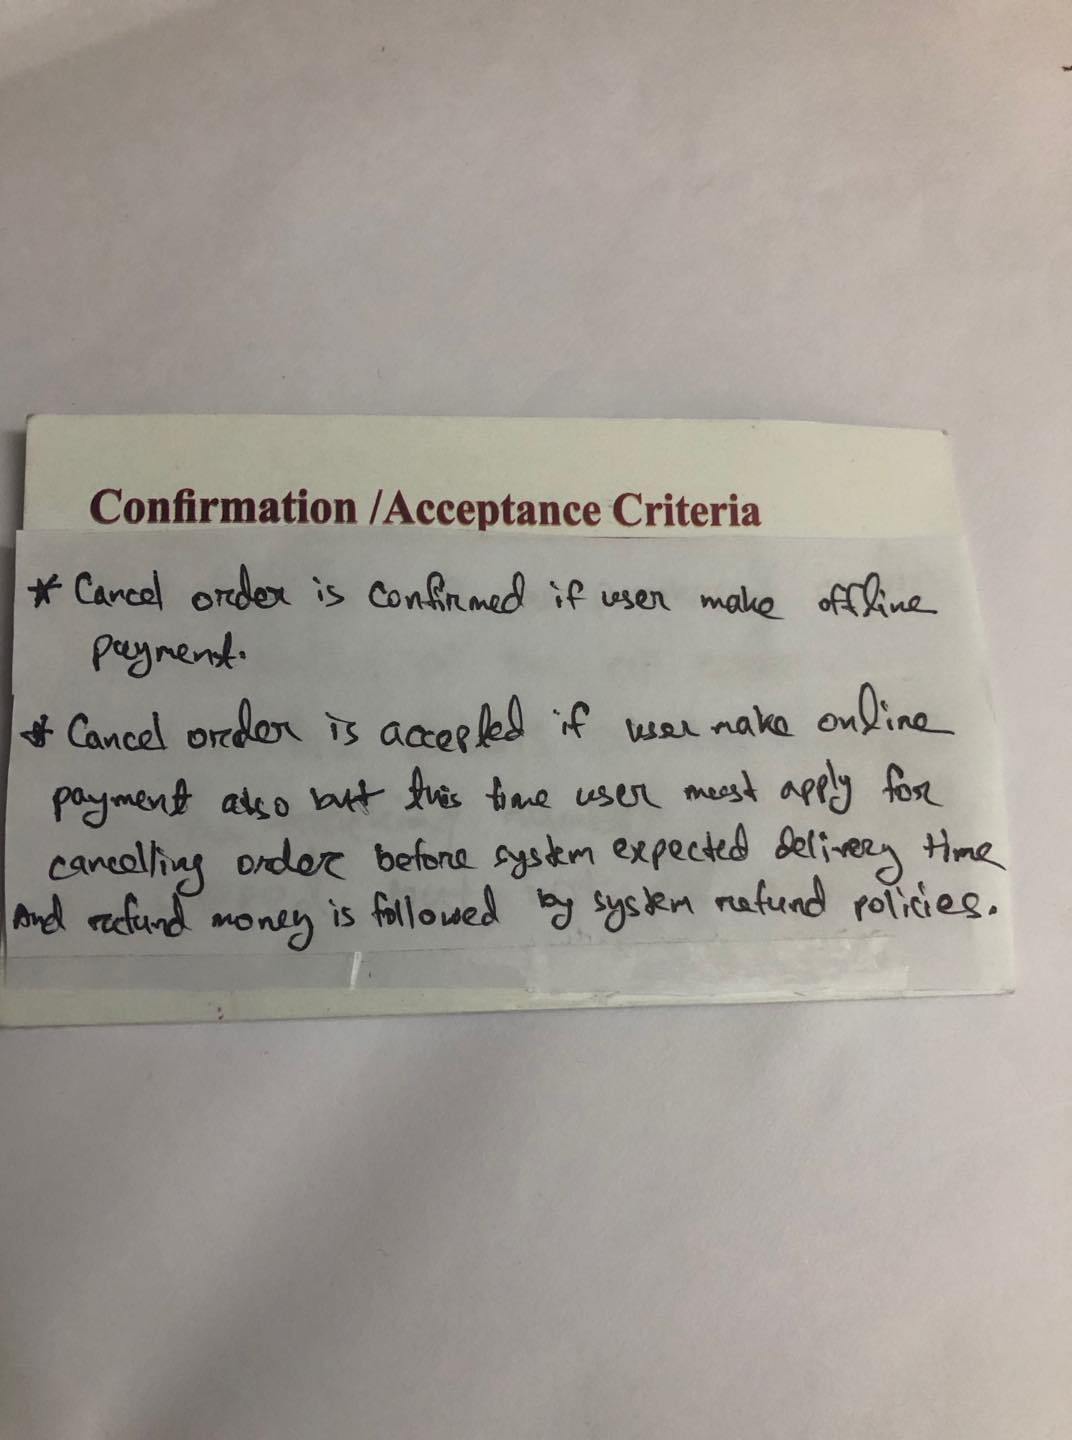 Confirmation /Acceptance Criteria
* Cancel order is confirmed if user make offline
payment.
* Cancel order is accepted if user make online
payment also but this time user must apply for
cancelling order before system expected delivery time
And refund money is followed by system refund policies.